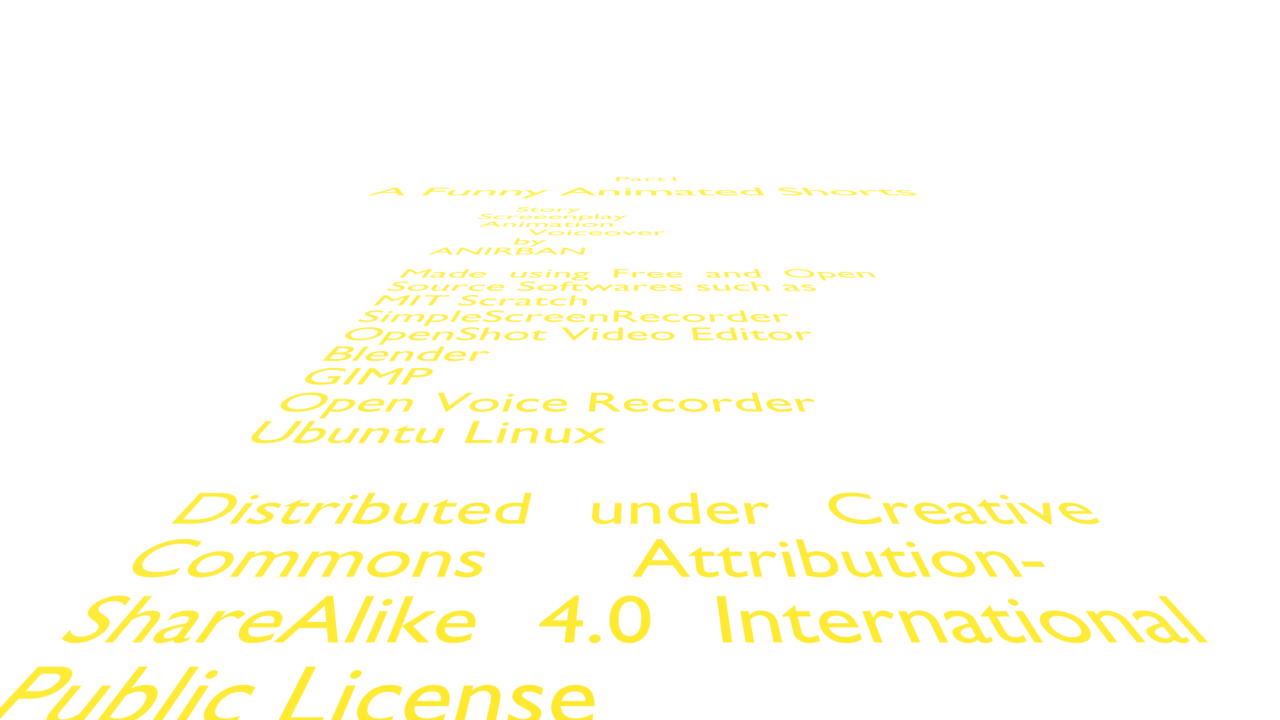 Part I
A Funny Animated Shorts
Story
Screeenplay
Animation
Voiceover
by
ANIRBAN
Made using Free and Open
Source Softwares such as
MIT Scratch
SimpleScreenRecorder
OpenShot Video Editor
Blender
GIMP
Open Voice Recorder
Ubuntu Linux
Distributed under Creative
Commons Attribution-
ShareAlike 4.0 International
Public License